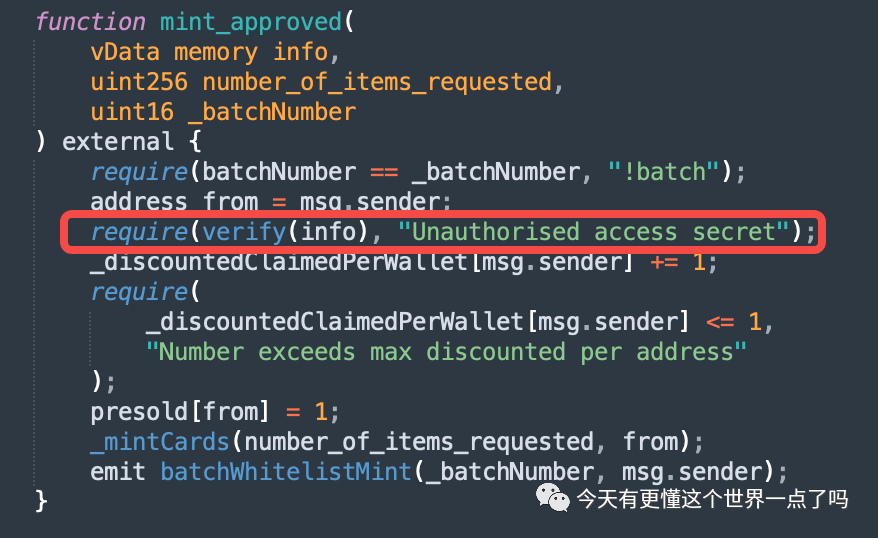 function mint_approved(
    vData memory info,
    uint256 number_of_items_requested,
    uint16 _batchNumber
) external {
    require(batchNumber == _batchNumber, "!batch");
    address from = msg.sender;
    require(verify(info), "Unauthorised access secret");
    _discountedClaimedPerWallet[msg.sender] += 1;
    require(
        _discountedClaimedPerWallet[msg.sender] <= 1,
        "Number exceeds max discounted per address"
    );
    presold[from] = 1;
    _mintCards(number_of_items_requested, from);
    emit batchWhitelistMint(_batchNumber, msg.sender);
}
今天有更懂这个世界一点了吗